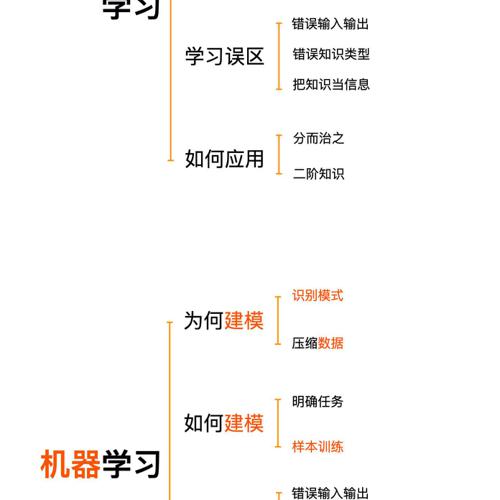 学习
错误输入输出
学习误区
错误知识类型
把知识当信息
分而治之
如何应用
二阶知识
识别模式
为何建模
压缩数据
明确任务
如何建模
样本训练
机器学习
错误输入输出